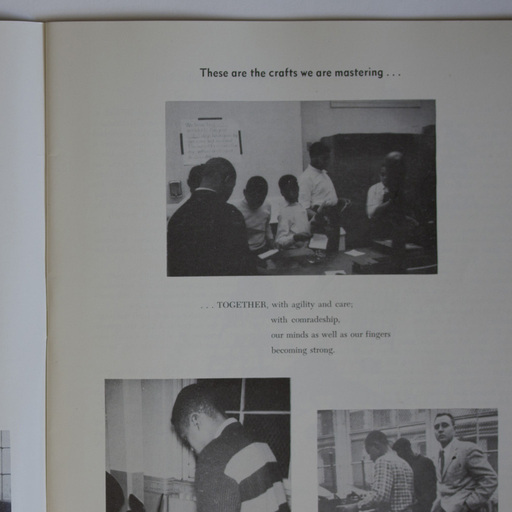 These are the crafts we are mastering . . .
. . . TOGETHER, with agility and care;
with comradeship,
our minds as well as our fingers
becoming strong.